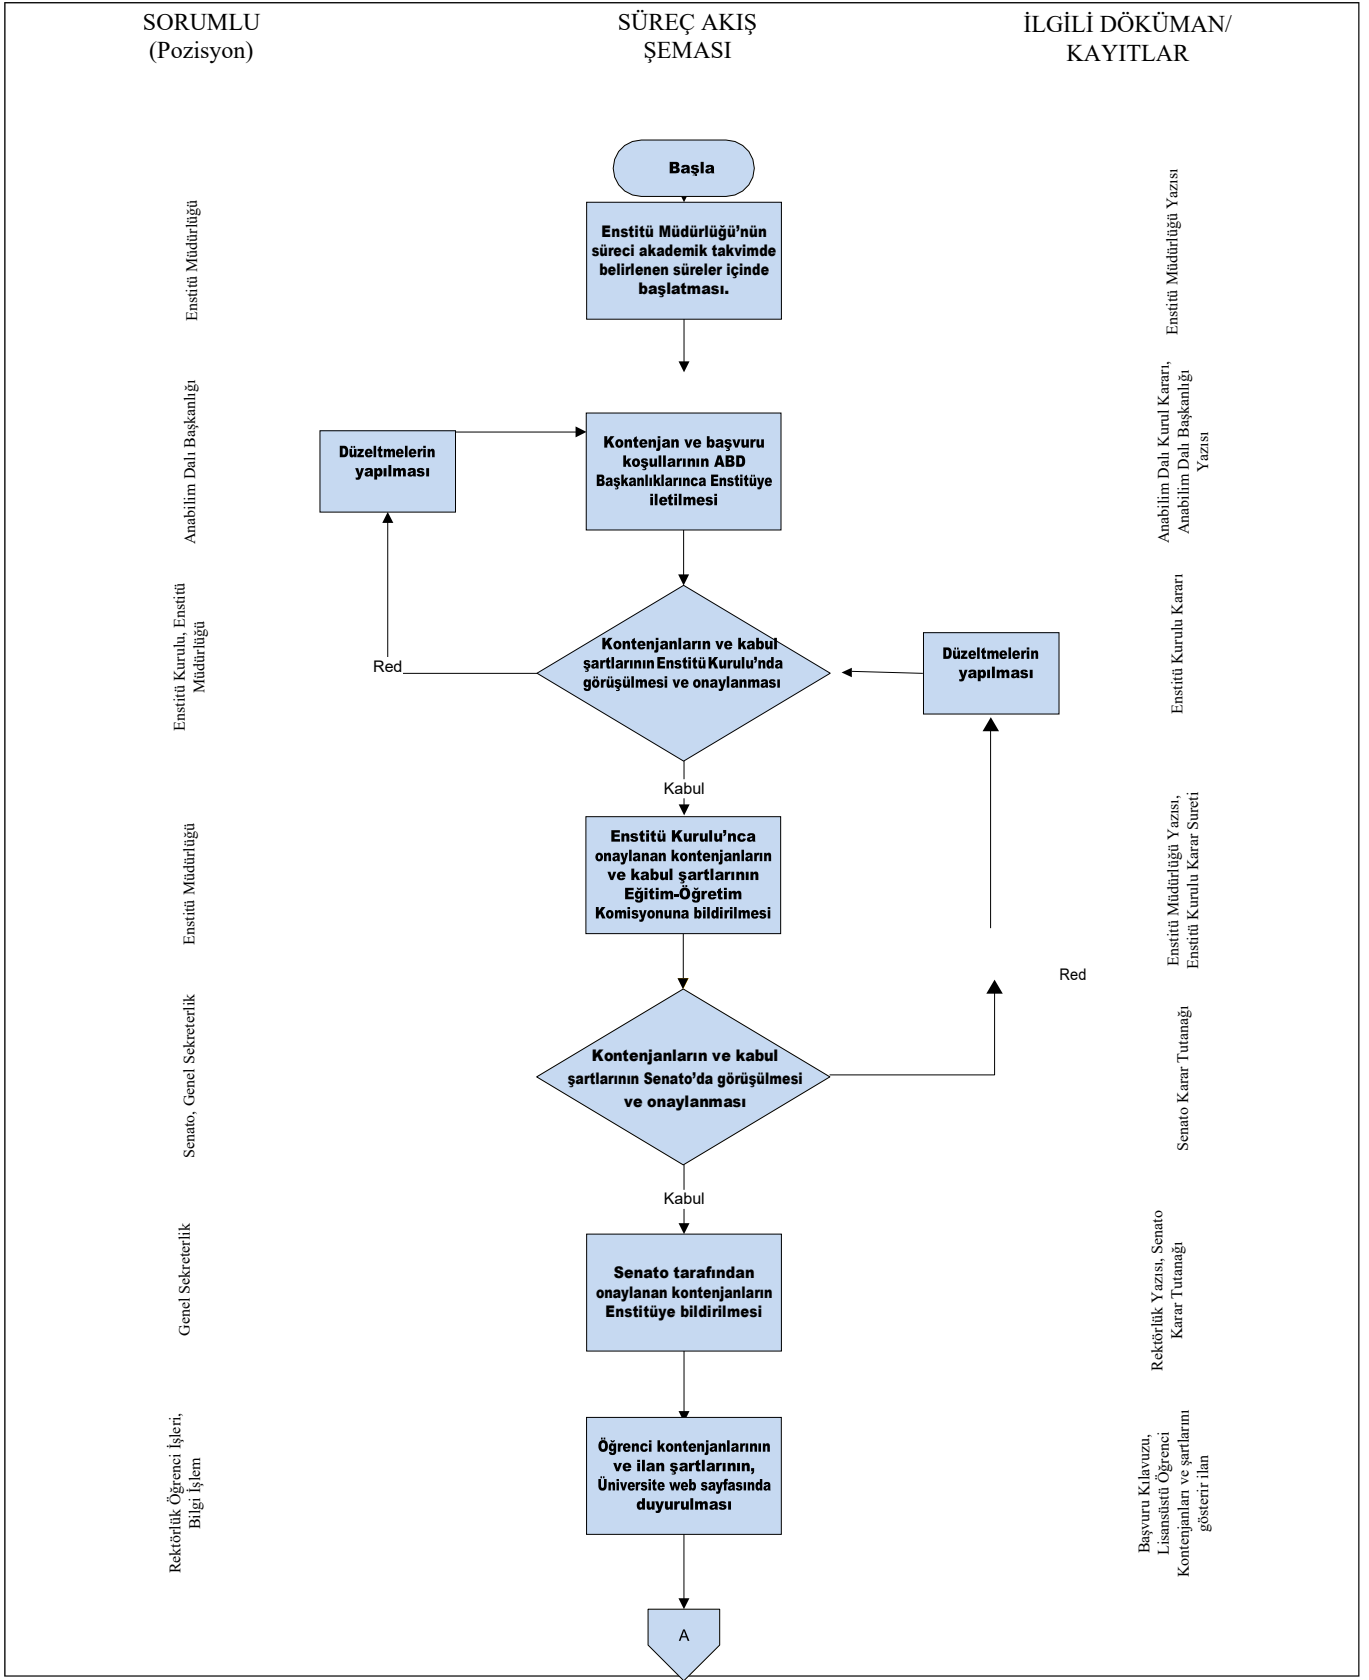 SORUMLU
(Pozisyon)
SÜREÇ AKIŞ
ŞEMASI
İLGİLİ DÖKÜMAN/
KAYITLAR
Başla
Enstitü Müdürlüğü
Enstitü Müdürlüğü’nün
süreci akademik takvimde
belirlenen süreler içinde
başlatması.
Enstitü Müdürlüğü Yazısı
Anabilim Dalı Başkanlığı
Düzeltmelerin
yapılması
Kontenjan ve başvuru
koşullarının ABD
Başkanlıklarınca Enstitüye
iletilmesi
Anabilim Dalı Kurul Kararı,
Anabilim Dalı Başkanlığı
Yazısı
Enstitü Kurulu, Enstitü
Müdürlüğü
Red
Kontenjanların ve kabul
şartlarının Enstitü Kurulu’nda
görüşülmesi ve onaylanması
Düzeltmelerin
yapılması
Enstitü Kurulu Kararı
Kabul
Enstitü Müdürlüğü
Enstitü Kurulu’nca
onaylanan kontenjanların
ve kabul şartlarının
Eğitim-Öğretim
Komisyonuna bildirilmesi
Enstitü Müdürlüğü Yazısı,
Enstitü Kurulu Karar Sureti
Red
Senato, Genel Sekreterlik
Kontenjanların ve kabul
şartlarının Senato’da görüşülmesi
ve onaylanması
Senato Karar Tutanağı
Kabul
Genel Sekreterlik
Senato tarafından
onaylanan kontenjanların
Enstitüye bildirilmesi
Rektörlük Yazısı, Senato
Karar Tutanağı
Rektörlük Öğrenci İşleri,
Bilgi İşlem
Öğrenci kontenjanlarının
ve ilan şartlarının,
Üniversite web sayfasında
duyurulması
Başvuru Kılavuzu,
Lisansüstü Öğrenci
Kontenjanları ve şartlarını
gösterir ilan
A